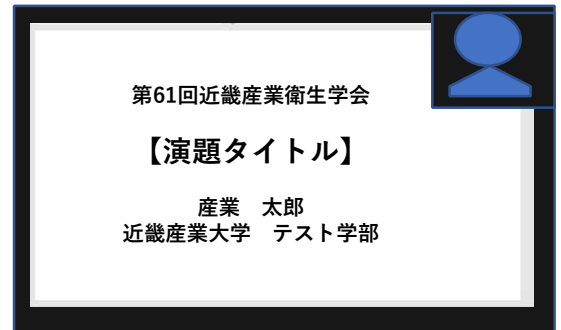 第61回近畿産業衛生学会
【演題タイトル】
産業　太郎
近畿産業大学　テスト学部